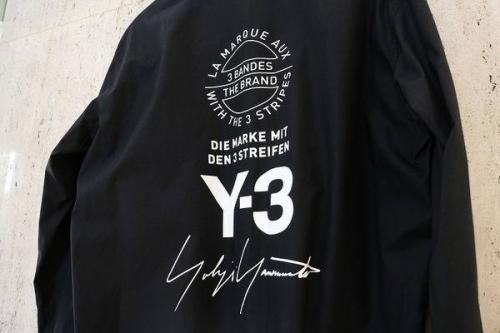 LA MARQUE AUX
3 BANDES
THE BRAND
WITH THE 3 STRIPES
DIE MARKE MIT
DEN 3 STREIFEN
Y-3
Yohji Yamamoto